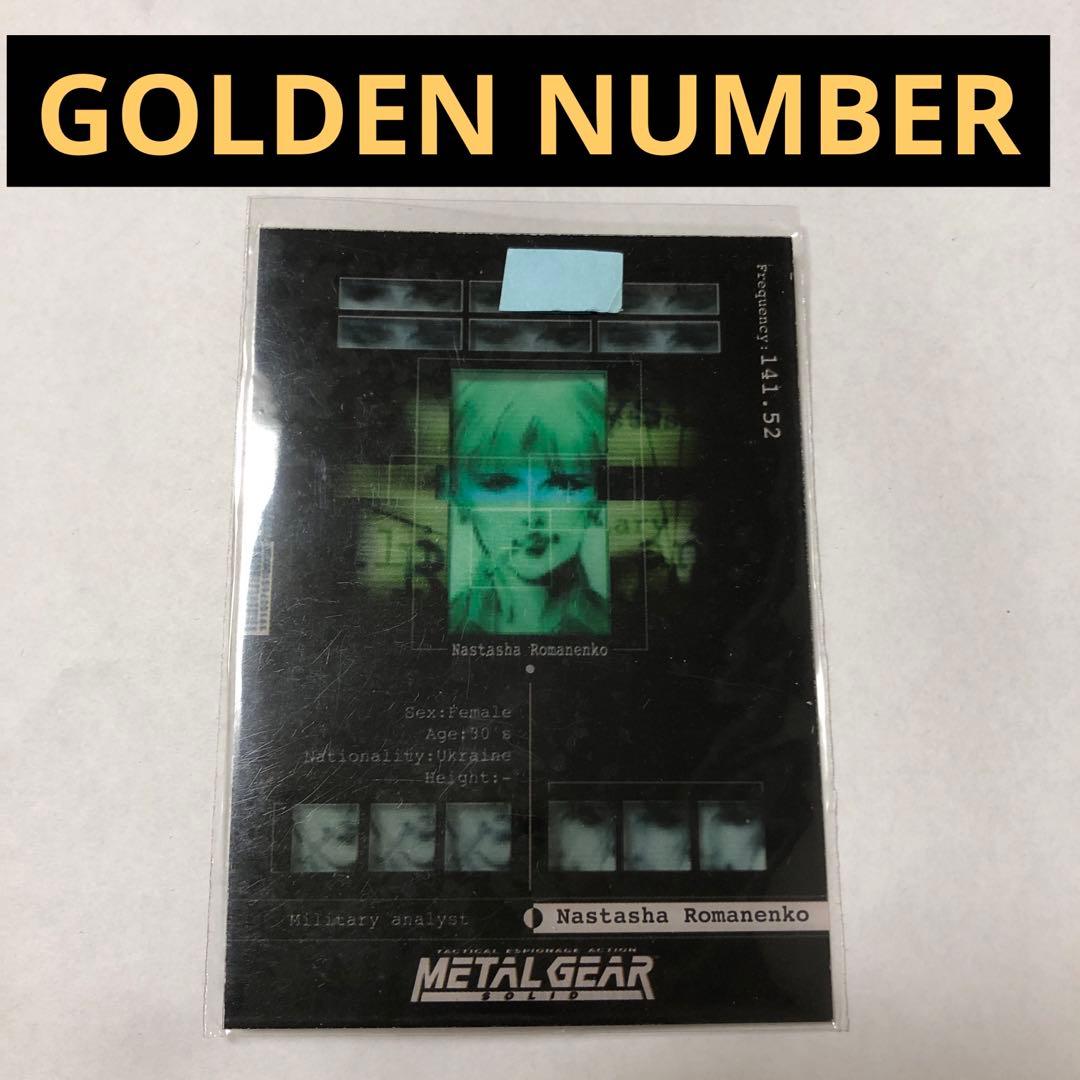 GOLDEN NUMBER
Frequency:141.52
Nastasha Romanenko
Sex:Female
Age:30's
Nationality:Ukraine
Height:-
Military analyst
Nastasha Romanenko
TACTICAL ESPIONAGE ACTION
METAL GEAR
SOLID